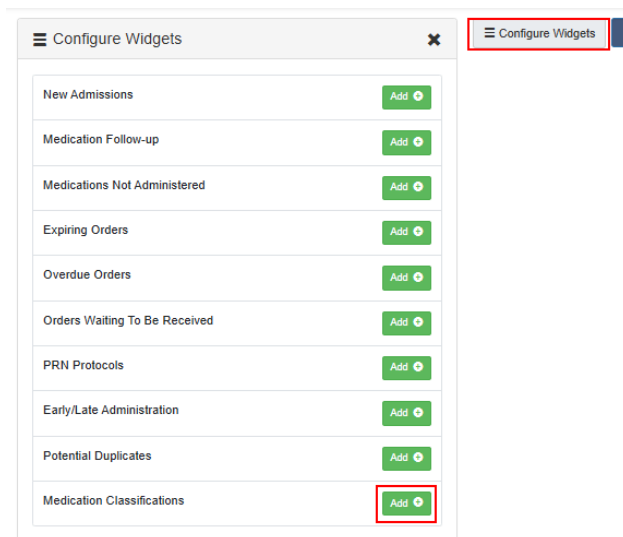 Configure Widgets
Configure Widgets
New Admissions Add
Medication Follow-up Add
Medications Not Administered Add
Expiring Orders Add
Overdue Orders Add
Orders Waiting To Be Received Add
PRN Protocols Add
Early/Late Administration Add
Potential Duplicates Add
Medication Classifications Add